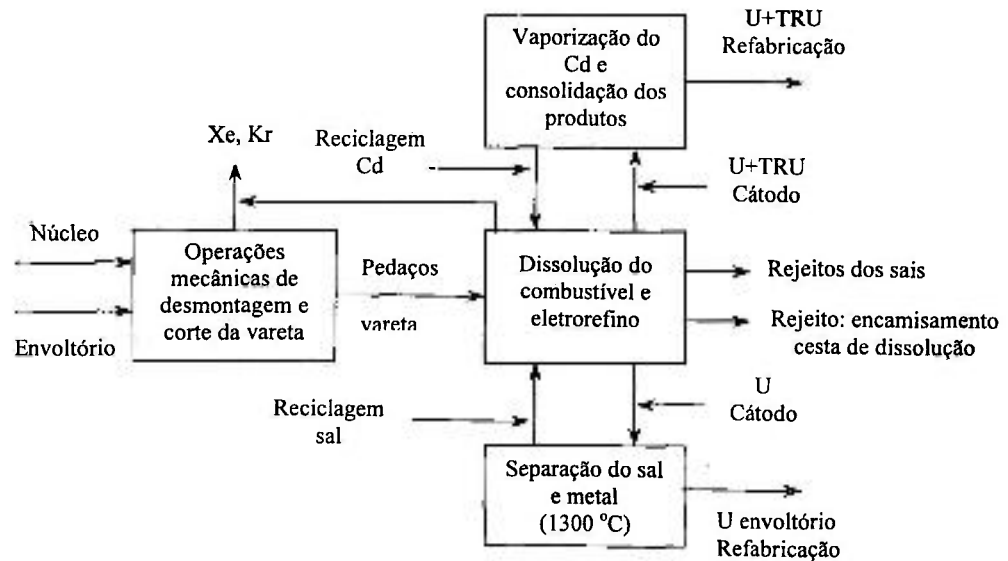 U+TRU
Refabricação
Vaporização do
Cd e
consolidação dos
produtos
Xe, Kr
Reciclagem
Cd
U+TRU
Cátodo
Núcleo
Operações
mecânicas de
desmontagem e
corte da vareta
Envoltório
Pedaços
vareta
Dissolução do
combustível e
eletrorefino
Rejeitos dos sais
Rejeito: encamisamento
cesta de dissolução
Reciclagem
sal
U
Cátodo
Separação do sal
e metal
(1300 °C)
U envoltório
Refabricação